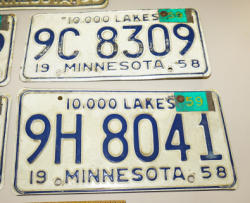 10,000 LAKES
9C 8309
19 MINNESOTA 58
10,000 LAKES 59
9H 8041
19 MINNESOTA 58